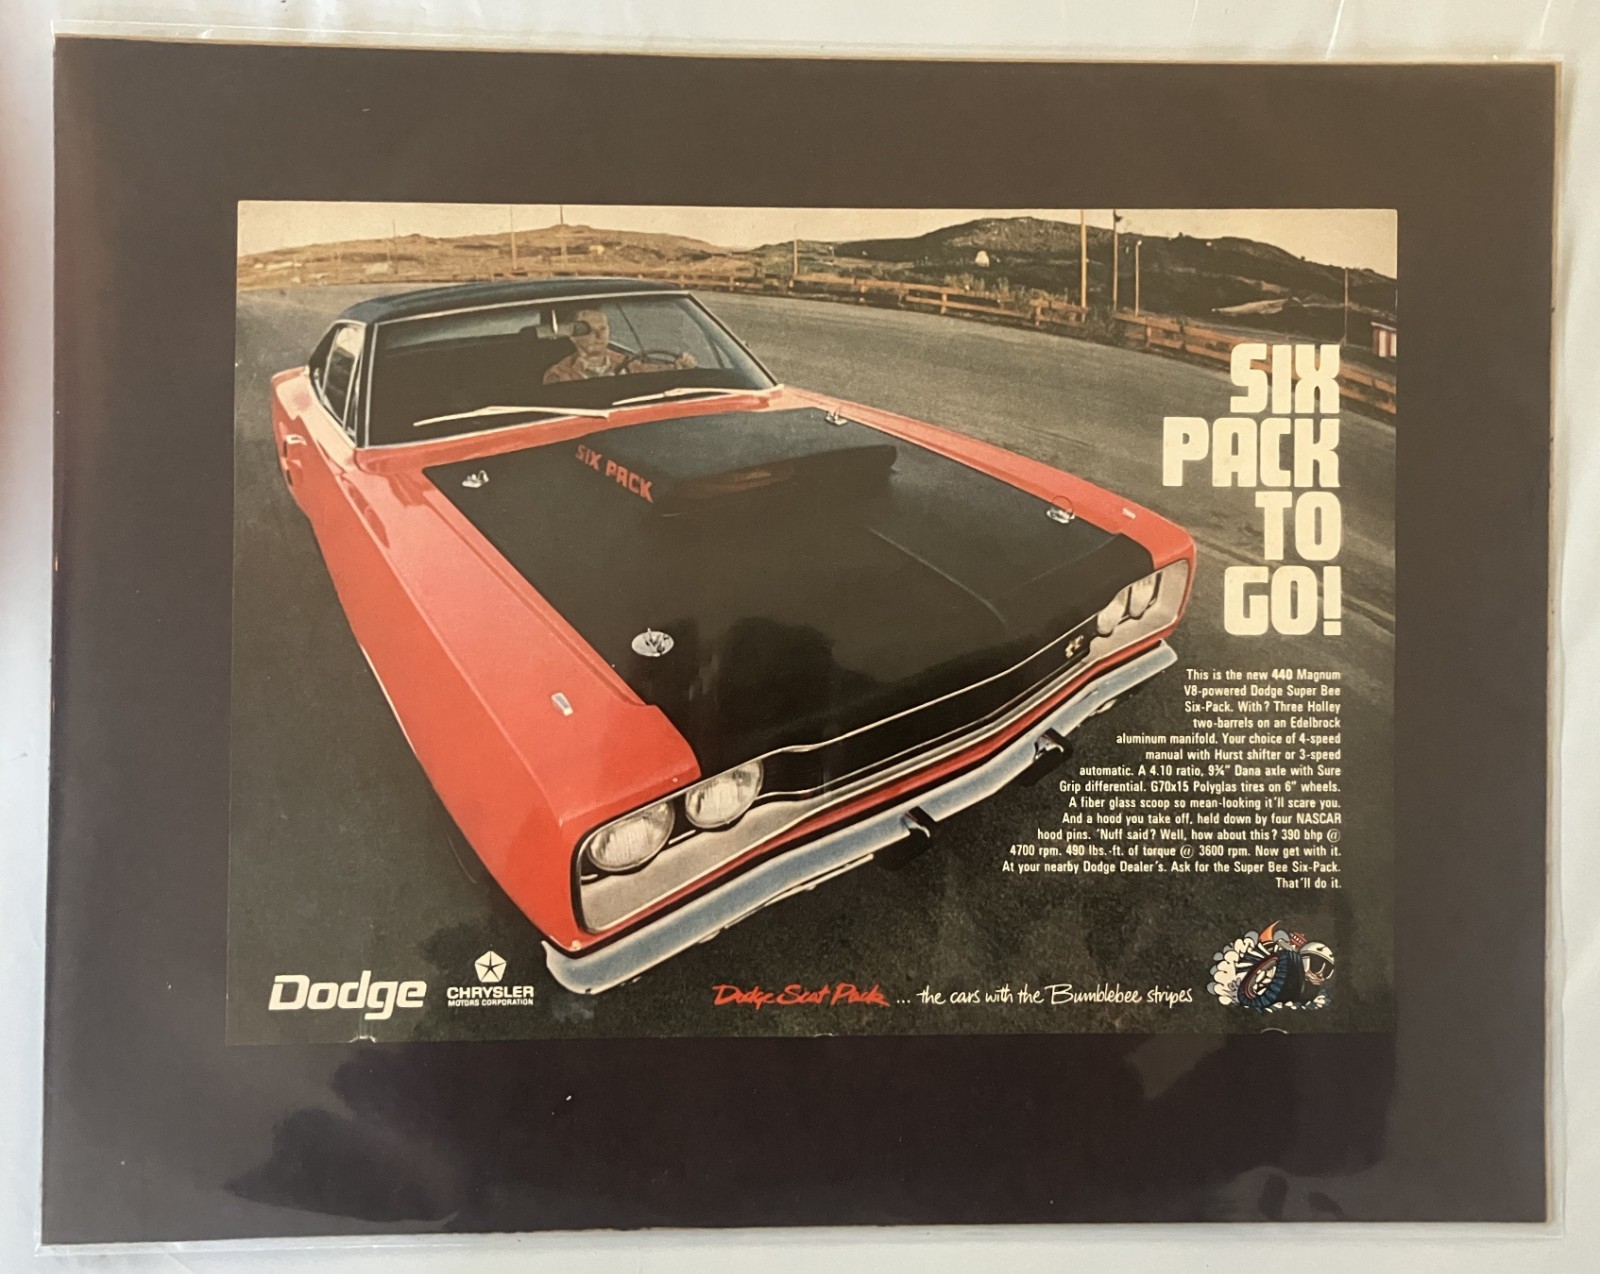 SIX PACK
SIX
PACK
TO
GO!
This is the new 440 Magnum
V8-powered Dodge Super Bee
Six-Pack. With? Three Holley
two-barrels on an Edelbrock
aluminum manifold. Your choice of 4-speed
manual with Hurst shifter or 3-speed
automatic. A 4.10 ratio, 9¾" Dana axle with Sure
Grip differential. G70x15 Polyglas tires on 6" wheels.
A fiber glass scoop so mean-looking it'll scare you.
And a hood you take off, held down by four NASCAR
hood pins. 'Nuff said? Well, how about this? 390 bhp @
4700 rpm. 490 lbs.-ft. of torque @ 3600 rpm. Now get with it.
At your nearby Dodge Dealer's. Ask for the Super Bee Six-Pack.
That'll do it.
Dodge
CHRYSLER
MOTORS CORPORATION
Dodge Scat Pack ... the cars with the Bumblebee stripes